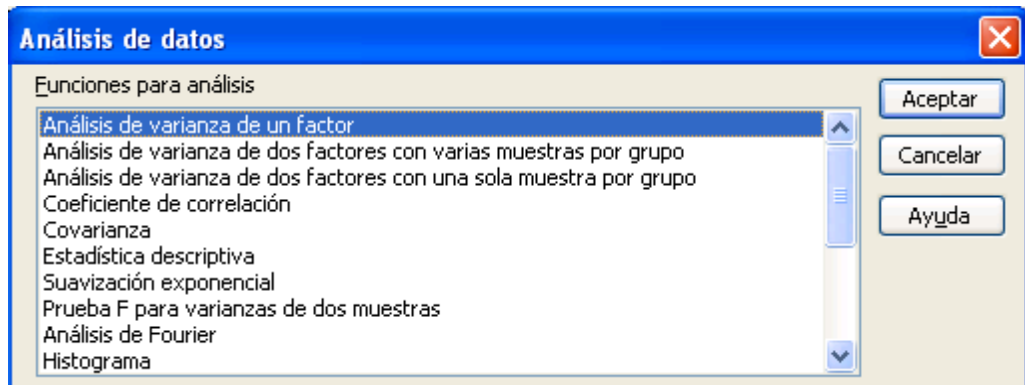 Análisis de datos
Funciones para análisis
Análisis de varianza de un factor
Análisis de varianza de dos factores con varias muestras por grupo
Análisis de varianza de dos factores con una sola muestra por grupo
Coeficiente de correlación
Covarianza
Estadística descriptiva
Suavización exponencial
Prueba F para varianzas de dos muestras
Análisis de Fourier
Histograma
Aceptar
Cancelar
Ayuda